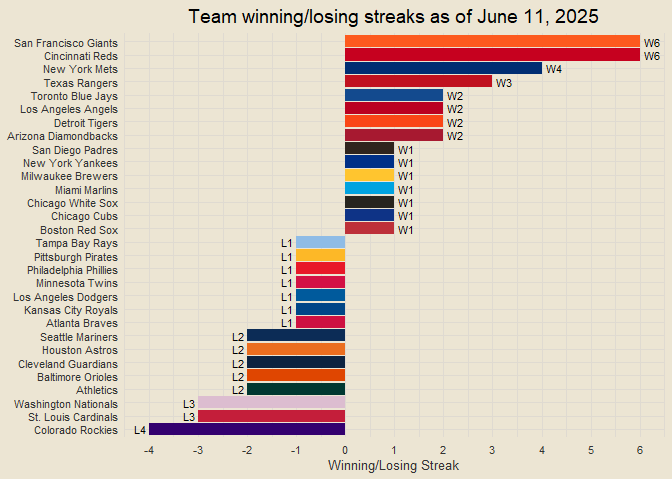 Team winning/losing streaks as of June 11, 2025
San Francisco Giants W6
Cincinnati Reds W6
New York Mets W4
Texas Rangers W3
Toronto Blue Jays W2
Los Angeles Angels W2
Detroit Tigers W2
Arizona Diamondbacks W2
San Diego Padres W1
New York Yankees W1
Milwaukee Brewers W1
Miami Marlins W1
Chicago White Sox W1
Chicago Cubs W1
Boston Red Sox W1
Tampa Bay Rays L1
Pittsburgh Pirates L1
Philadelphia Phillies L1
Minnesota Twins L1
Los Angeles Dodgers L1
Kansas City Royals L1
Atlanta Braves L1
Seattle Mariners L2
Houston Astros L2
Cleveland Guardians L2
Baltimore Orioles L2
Athletics L2
Washington Nationals L3
St. Louis Cardinals L3
Colorado Rockies L4
-4 -3 -2 -1 0 1 2 3 4 5 6
Winning/Losing Streak